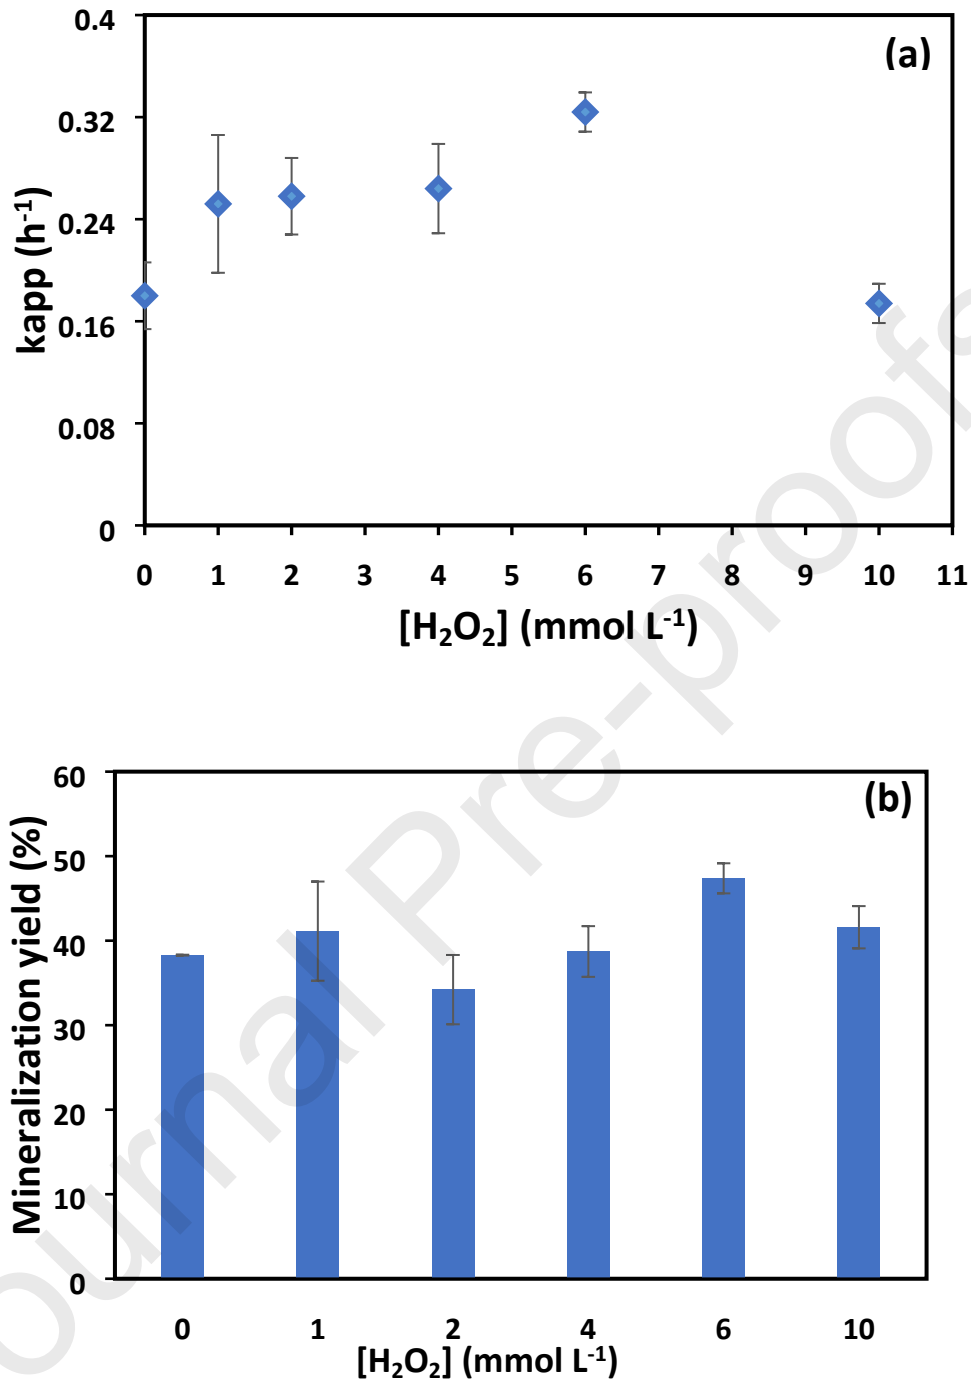 (a)
0.4
0.32
0.24
0.16
0.08
0
kapp (h⁻¹)
0 1 2 3 4 5 6 7 8 9 10 11
[H₂O₂] (mmol L⁻¹)
(b)
60
50
40
30
20
10
0
Mineralization yield (%)
0 1 2 4 6 10
[H₂O₂] (mmol L⁻¹)
ournal Pre-proofs